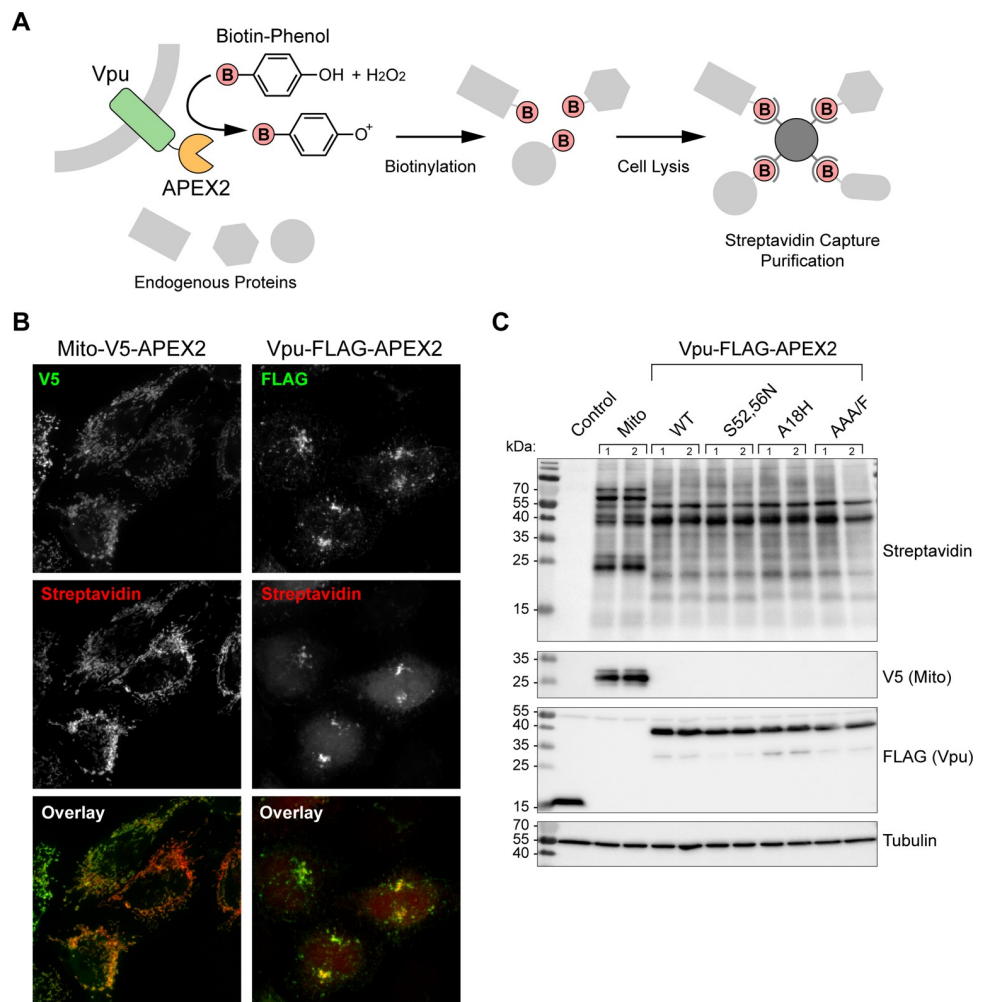 A
Biotin-Phenol
Vpu
B
OH + H2O2
B
O+
APEX2
Endogenous Proteins
Biotinylation
B
B
B
Cell Lysis
B
B
B
B
Streptavidin Capture
Purification
B
Mito-V5-APEX2
Vpu-FLAG-APEX2
V5
FLAG
Streptavidin
Streptavidin
Overlay
Overlay
C
Vpu-FLAG-APEX2
Control
Mito
WT
S52,56N
A18H
AAA/F
kDa:
1 2 1 2 1 2 1 2 1 2
70
55
40
35
25
15
Streptavidin
35
25
V5 (Mito)
55
40
35
25
15
FLAG (Vpu)
70
55
40
Tubulin